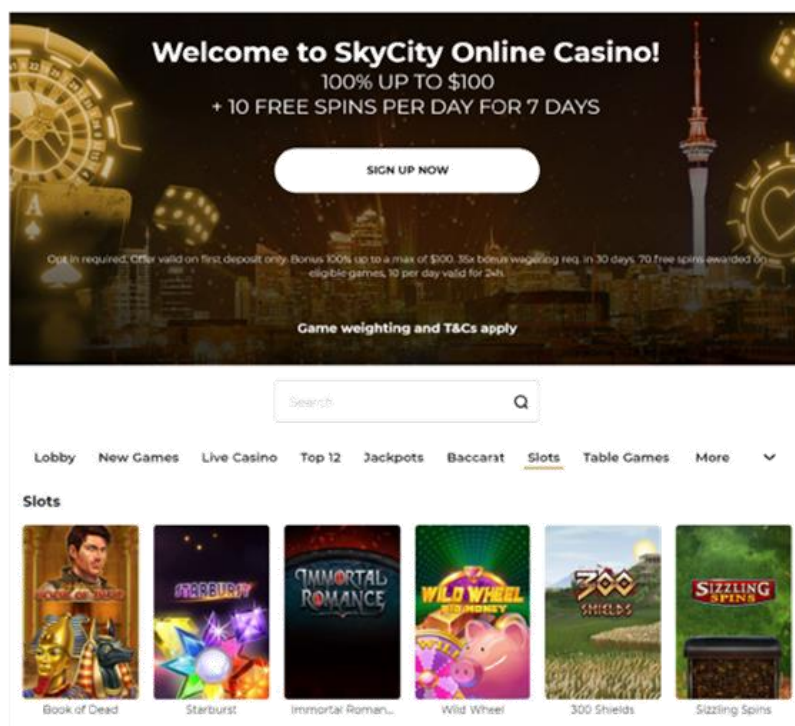 Welcome to SkyCity Online Casino!
100% UP TO $100
+ 10 FREE SPINS PER DAY FOR 7 DAYS
SIGN UP NOW
Opt in required. Offer valid on first deposit only. Bonus 100% up to a max of $100. 35x bonus wagering req. in 30 days. 70 free spins awarded on
eligible games, 10 per day valid for 24h.
Game weighting and T&Cs apply
Search
Lobby New Games Live Casino Top 12 Jackpots Baccarat Slots Table Games More
Slots
A
BOOK OF DEAD
STARBURST
IMMORTAL
ROMANCE
WILD WHEEL
BIG MONEY
300
SHIELDS
SIZZLING
SPINS
Book of Dead Starburst Immortal Roman... Wild Wheel 300 Shields Sizzling Spins